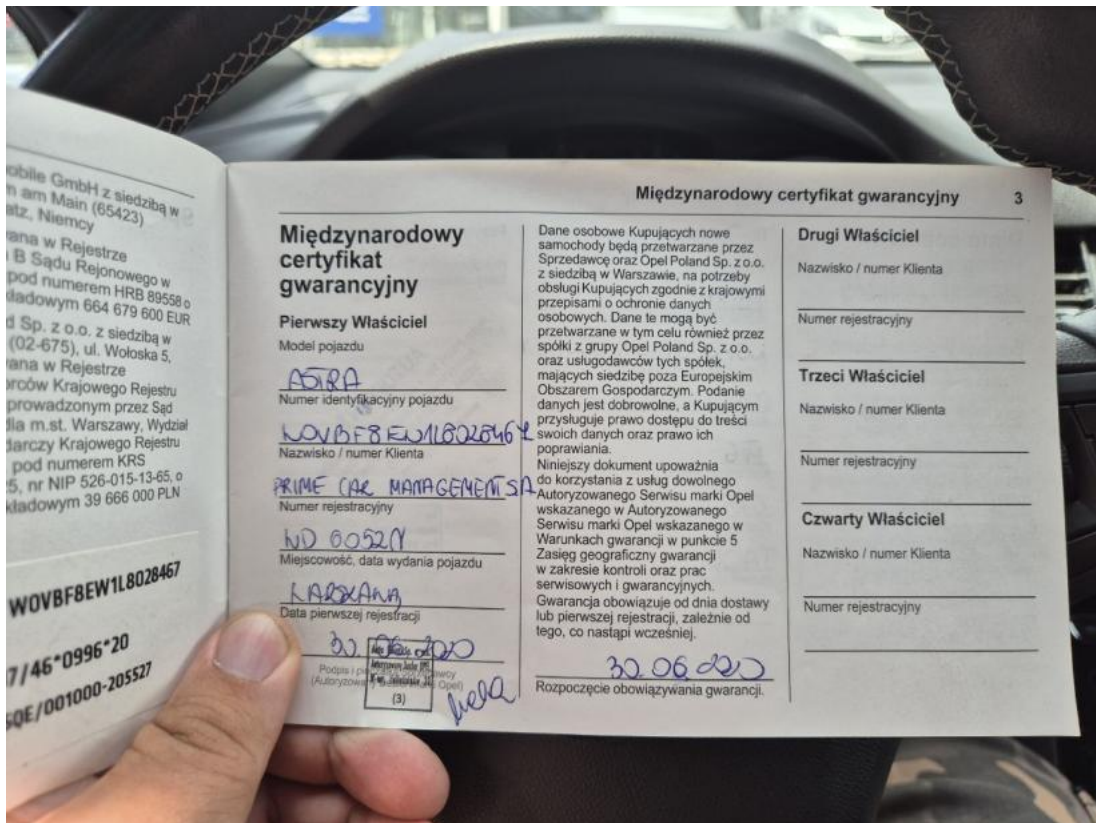 obile GmbH z siedzibą w
n am Main (65423)
atz, Niemcy
wana w Rejestrze
B Sądu Rejonowego w
pod numerem HRB 89558 o
kładowym 664 679 600 EUR
d Sp. z o.o. z siedzibą w
(02-675), ul. Wołoska 5,
wana w Rejestrze
orców Krajowego Rejestru
prowadzonym przez Sąd
dla m.st. Warszawy, Wydział
darczy Krajowego Rejestru
pod numerem KRS
5, nr NIP 526-015-13-65, o
kładowym 39 666 000 PLN
W0VBF8EW1L8028467
7/46*0996*20
SQE/001000-205527
Międzynarodowy certyfikat gwarancyjny 3
Międzynarodowy
certyfikat
gwarancyjny
Pierwszy Właściciel
Model pojazdu
ASTRA
Numer identyfikacyjny pojazdu
W0VBF8EW1L8028467
Nazwisko / numer Klienta
PRIME CAR MANAGEMENT SA
Numer rejestracyjny
WD 6052N
Miejscowość, data wydania pojazdu
WARSZAWA
Data pierwszej rejestracji
30.06.2020
Podpis i
(Autoryzowany Opel)
(3)
Dane osobowe Kupujących nowe
samochody będą przetwarzane przez
Sprzedawcę oraz Opel Poland Sp. z o.o.
z siedzibą w Warszawie, na potrzeby
obsługi Kupujących zgodnie z krajowymi
przepisami o ochronie danych
osobowych. Dane te mogą być
przetwarzane w tym celu również przez
spółki z grupy Opel Poland Sp. z o.o.
oraz usługodawców tych spółek,
mających siedzibę poza Europejskim
Obszarem Gospodarczym. Podanie
danych jest dobrowolne, a Kupującym
przysługuje prawo dostępu do treści
swoich danych oraz prawo ich
poprawiania.
Niniejszy dokument upoważnia
do korzystania z usług dowolnego
Autoryzowanego Serwisu marki Opel
wskazanego w Autoryzowanego
Serwisu marki Opel wskazanego w
Warunkach gwarancji w punkcie 5
Zasięg geograficzny gwarancji
w zakresie kontroli oraz prac
serwisowych i gwarancyjnych.
Gwarancja obowiązuje od dnia dostawy
lub pierwszej rejestracji, zależnie od
tego, co nastąpi wcześniej.
30.06.2020
Rozpoczęcie obowiązywania gwarancji.
Drugi Właściciel
Nazwisko / numer Klienta
Numer rejestracyjny
Trzeci Właściciel
Nazwisko / numer Klienta
Numer rejestracyjny
Czwarty Właściciel
Nazwisko / numer Klienta
Numer rejestracyjny